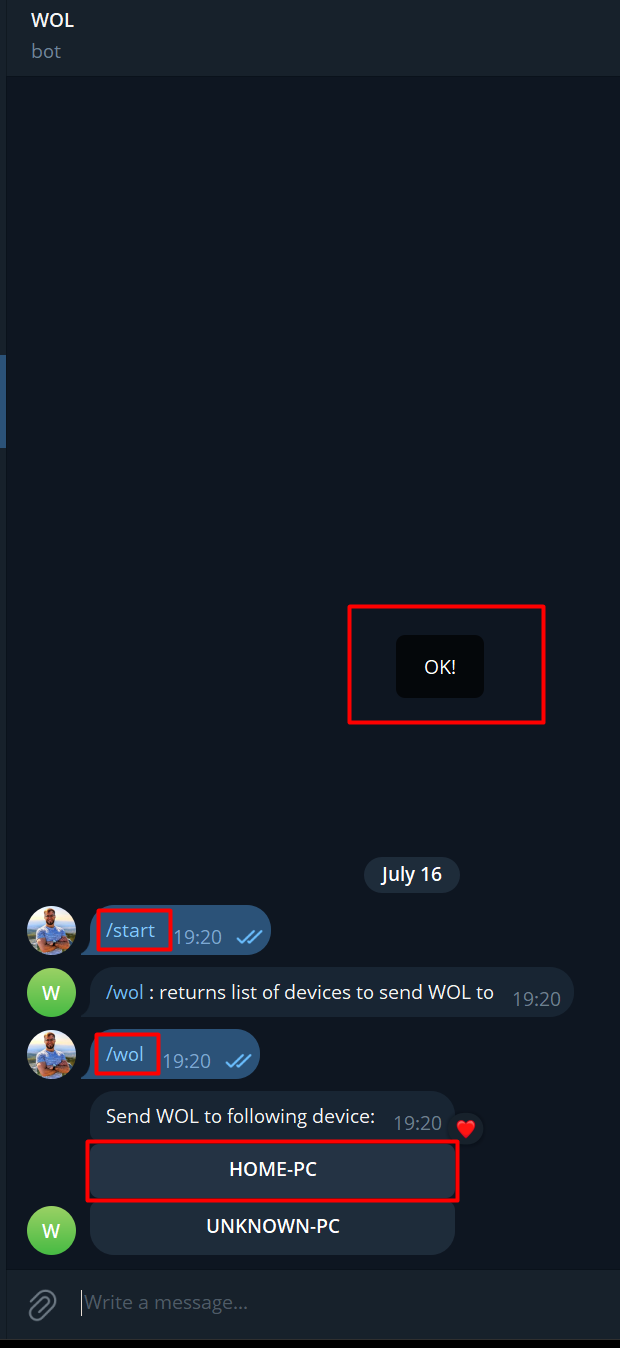 WOL
bot
OK!
July 16
/start 19:20
W
/wol : returns list of devices to send WOL to 19:20
/wol 19:20
Send WOL to following device: 19:20
HOME-PC
UNKNOWN-PC
W
Write a message...